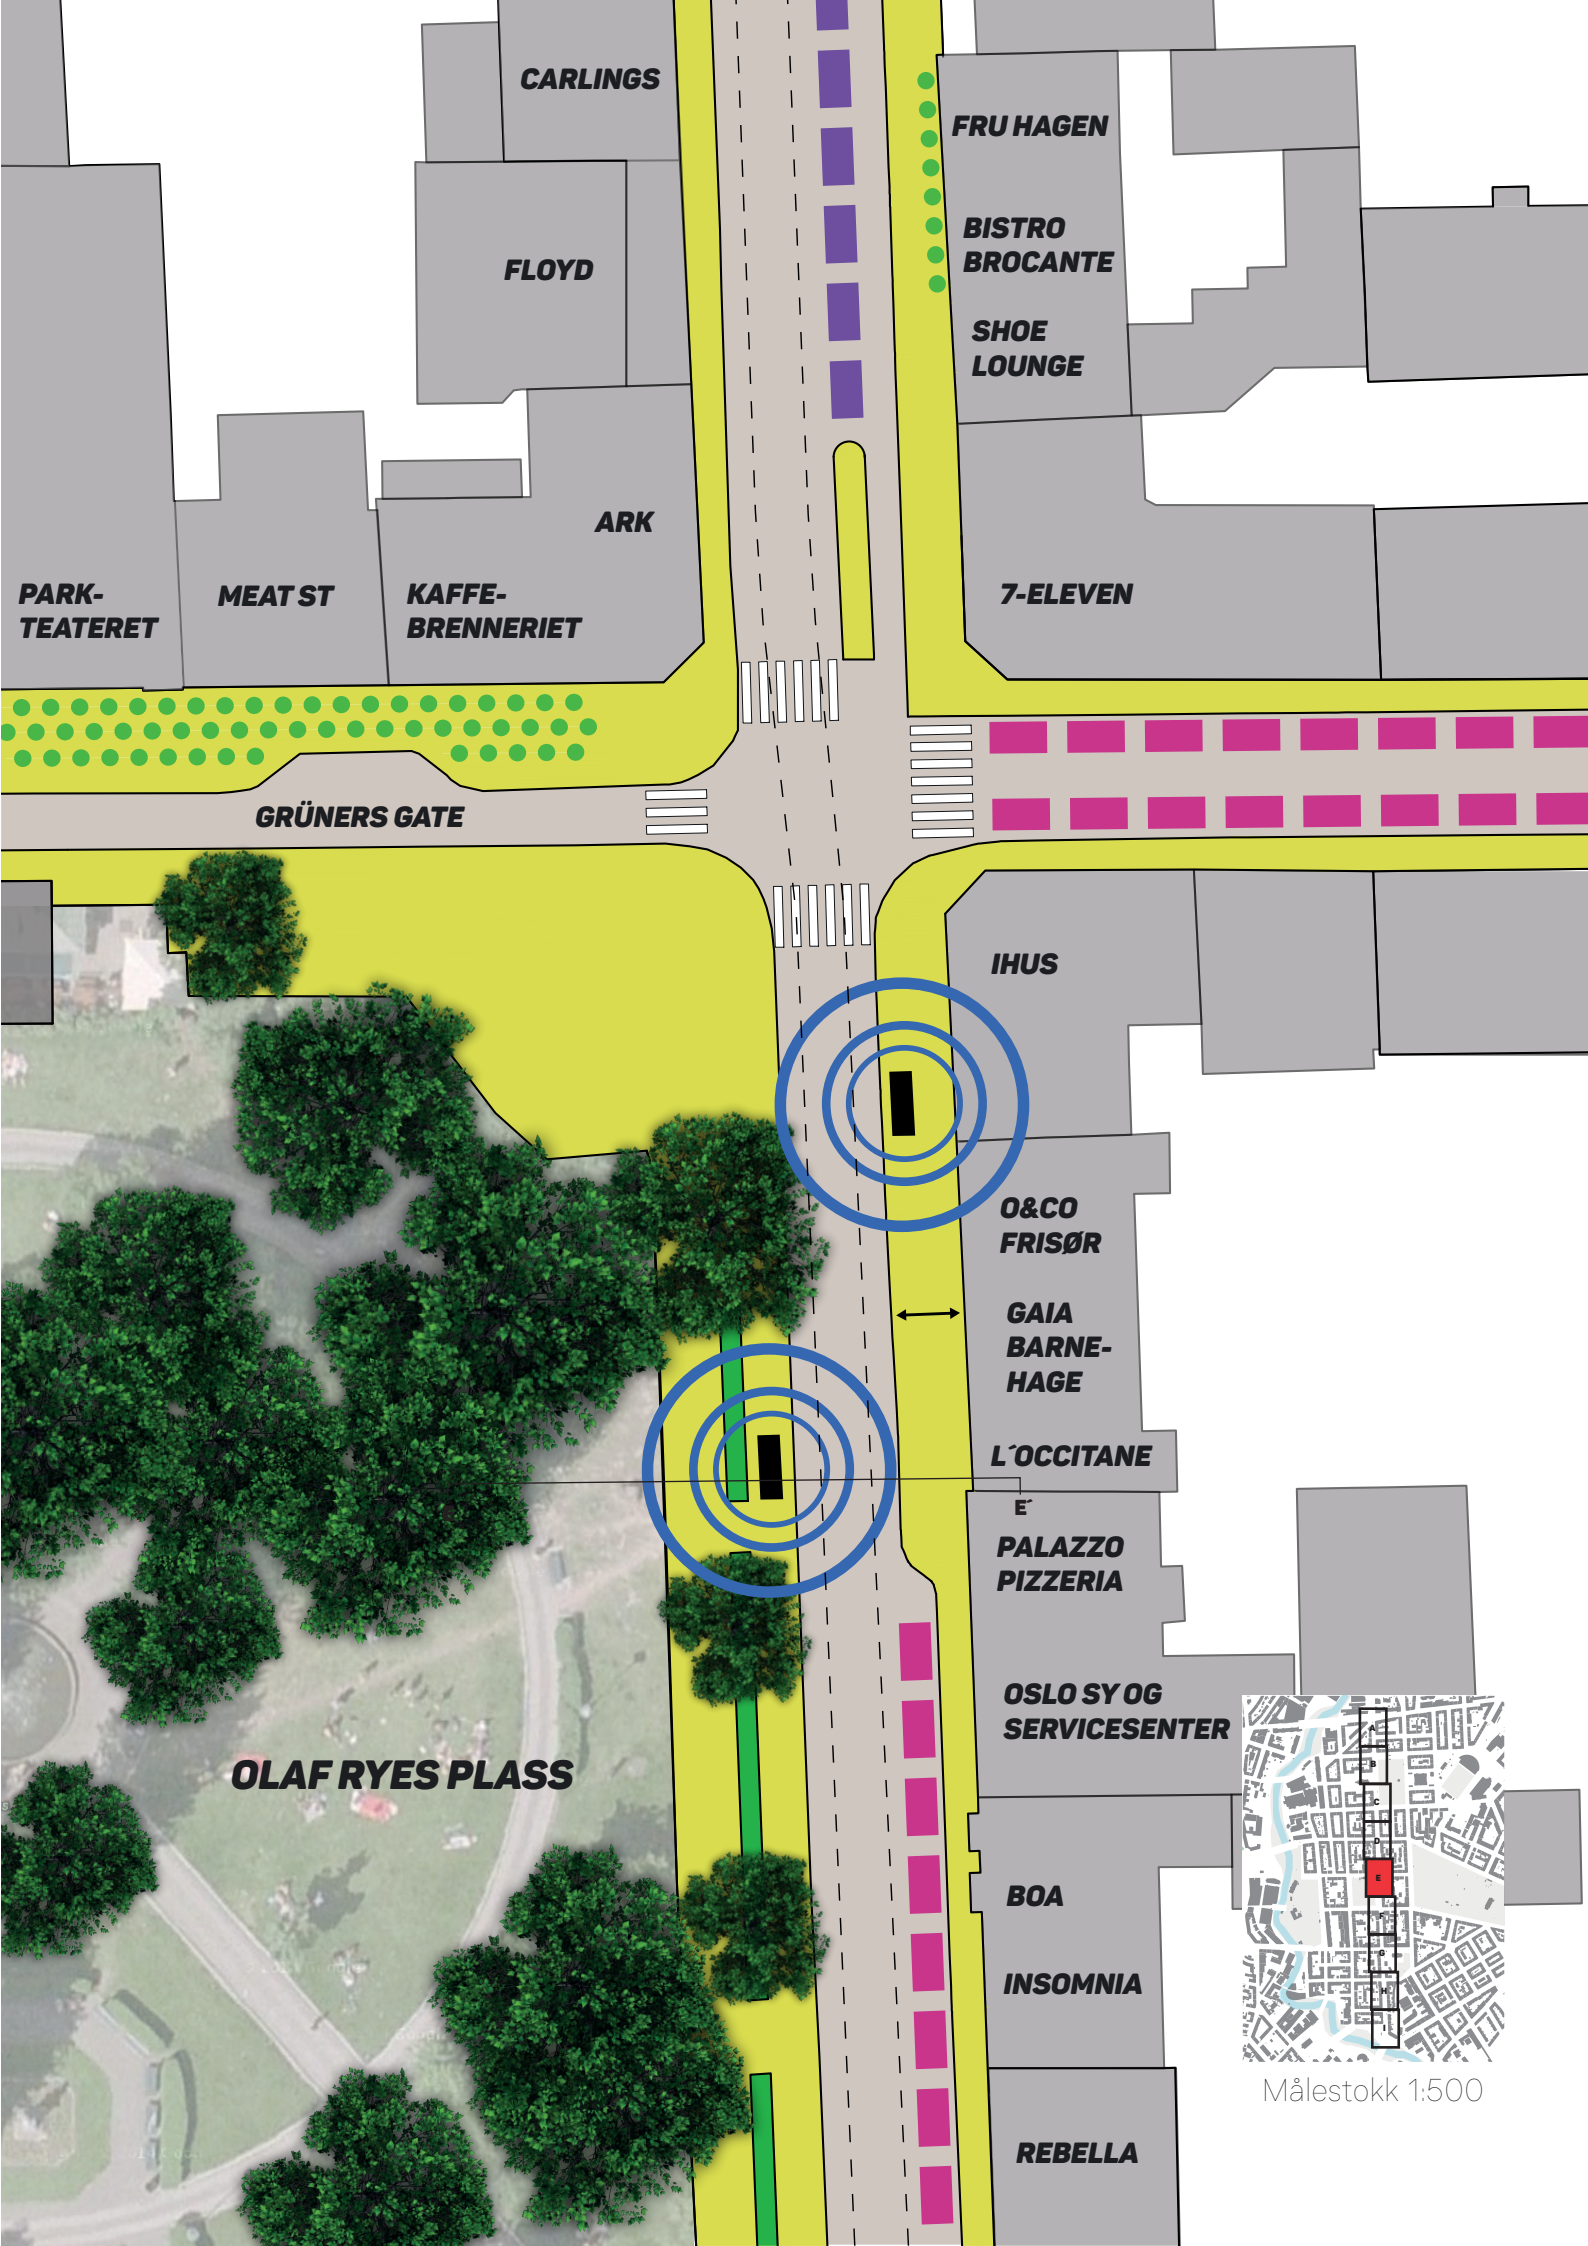 CARLINGS
FRU HAGEN
BISTRO
BROCANTE
FLOYD
SHOE
LOUNGE
ARK
PARK-
TEATERET
MEAT ST
KAFFE-
BRENNERIET
7-ELEVEN
GRÜNERS GATE
IHUS
O&CO
FRISØR
GAIA
BARNE-
HAGE
L´OCCITANE
E´
PALAZZO
PIZZERIA
OSLO SY OG
SERVICESENTER
OLAF RYES PLASS
A
B
C
D
E
F
G
H
I
BOA
INSOMNIA
Målestokk 1:500
REBELLA